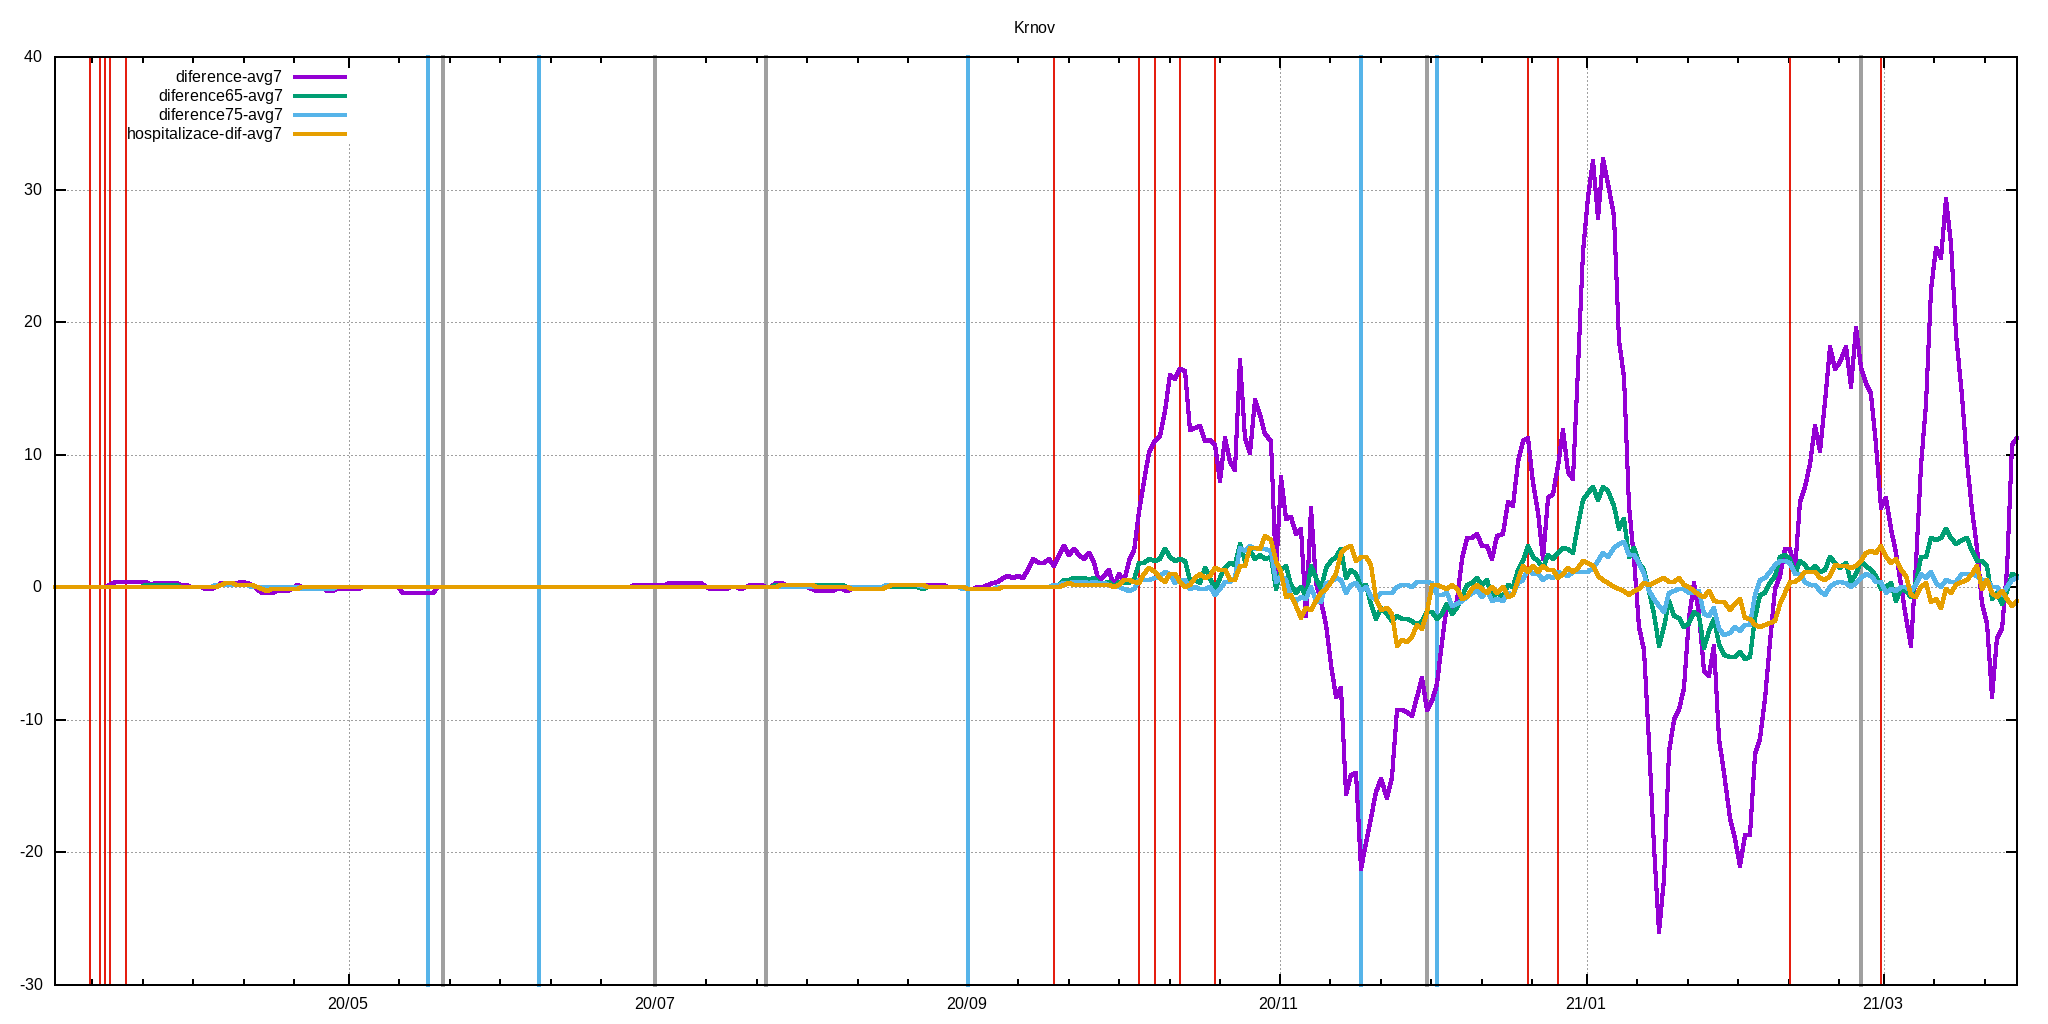 Krnov
40
diference-avg7
diference65-avg7
diference75-avg7
hospitalizace-dif-avg7
30
20
10
0
-10
-20
-30
20/05 20/07 20/09 20/11 21/01 21/03